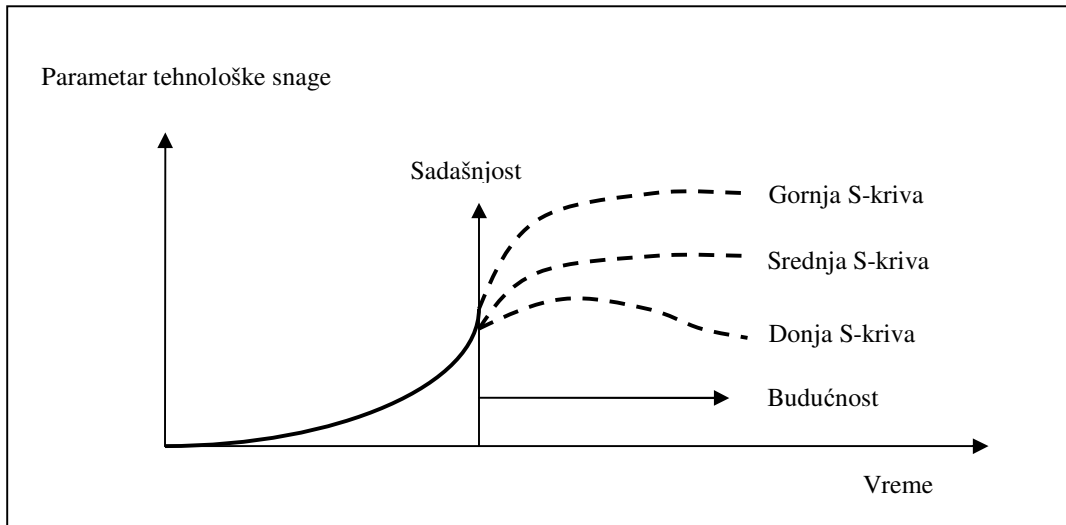 Parametar tehnološke snage
Sadašnjost
Gornja S-kriva
Srednja S-kriva
Donja S-kriva
Budućnost
Vreme